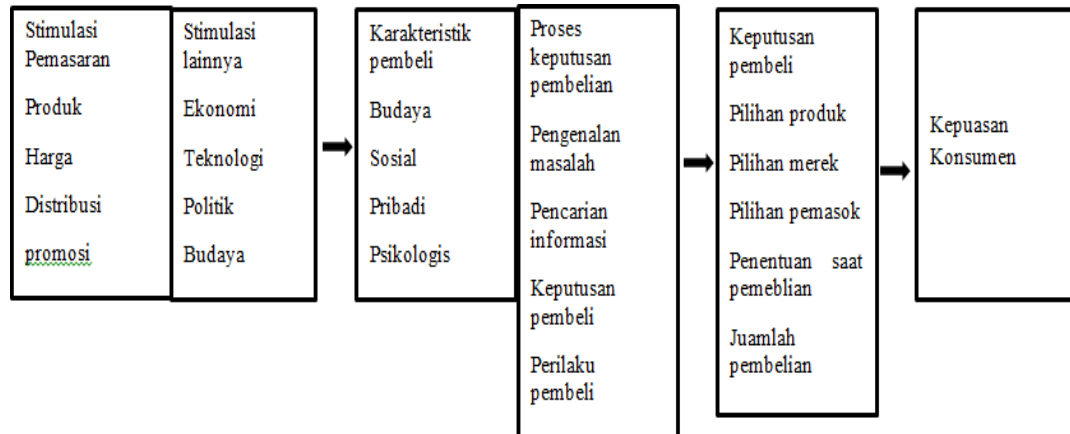 Stimulasi
Pemasaran
Produk
Harga
Distribusi
promosi
Stimulasi
lainnya
Ekonomi
Teknologi
Politik
Budaya
Karakteristik
pembeli
Budaya
Sosial
Pribadi
Psikologis
Proses
keputusan
pembelian
Pengenalan
masalah
Pencarian
informasi
Keputusan
pembeli
Perilaku
pembeli
Keputusan
pembeli
Pilihan produk
Pilihan merek
Pilihan pemasok
Penentuan saat
pemeblian
Juamlah
pembelian
Kepuasan
Konsumen